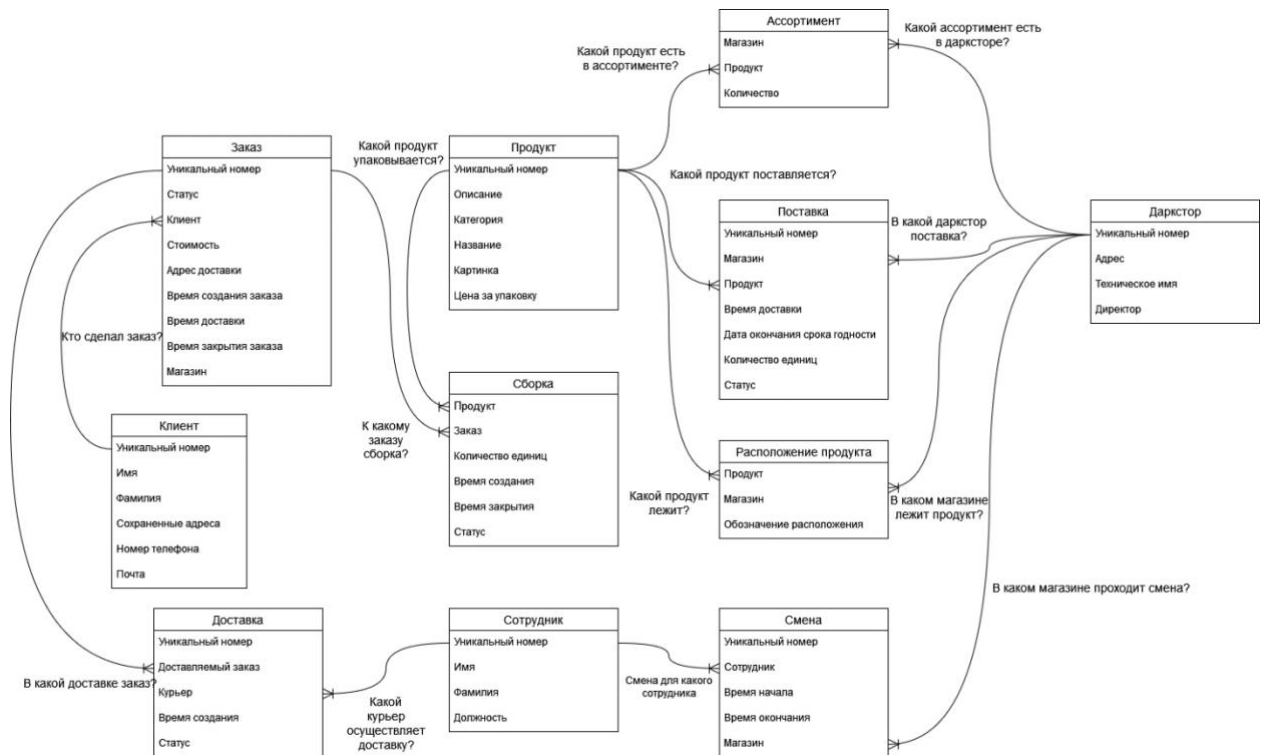 Ассортимент
Магазин
Продукт
Количество
Какой продукт есть
в ассортименте?
Какой ассортимент есть
в дарксторе?
Заказ
Уникальный номер
Статус
Клиент
Стоимость
Адрес доставки
Время создания заказа
Время доставки
Время закрытия заказа
Магазин
Какой продукт
упаковывается?
Продукт
Уникальный номер
Описание
Категория
Название
Картинка
Цена за упаковку
Какой продукт поставляется?
Поставка
Уникальный номер
Магазин
Продукт
Время доставки
Дата окончания срока годности
Количество единиц
Статус
В какой даркстор
поставка?
Даркстор
Уникальный номер
Адрес
Техническое имя
Директор
Кто сделал заказ?
Клиент
Уникальный номер
Имя
Фамилия
Сохраненные адреса
Номер телефона
Почта
К какому
заказу
сборка?
Сборка
Продукт
Заказ
Количество единиц
Время создания
Время закрытия
Статус
Какой продукт
лежит?
Расположение продукта
Продукт
Магазин
Обозначение расположения
В каком магазине
лежит продукт?
В каком магазине проходит смена?
В какой доставке заказ?
Доставка
Уникальный номер
Доставляемый заказ
Курьер
Время создания
Статус
Какой
курьер
осуществляет
доставку?
Сотрудник
Уникальный номер
Имя
Фамилия
Должность
Смена для какого
сотрудника
Смена
Уникальный номер
Сотрудник
Время начала
Время окончания
Магазин